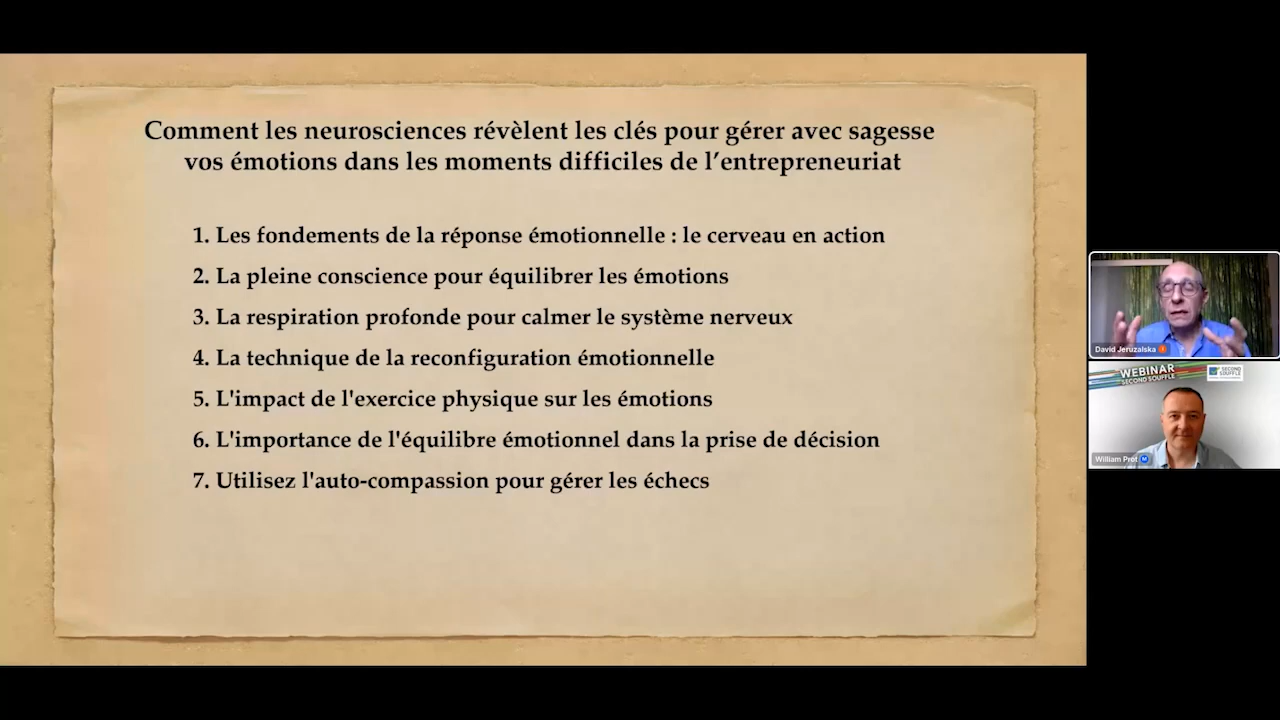 Comment les neurosciences révèlent les clés pour gérer avec sagesse
vos émotions dans les moments difficiles de l’entrepreneuriat
1. Les fondements de la réponse émotionnelle : le cerveau en action
2. La pleine conscience pour équilibrer les émotions
3. La respiration profonde pour calmer le système nerveux
4. La technique de la reconfiguration émotionnelle
5. L'impact de l'exercice physique sur les émotions
6. L'importance de l'équilibre émotionnel dans la prise de décision
7. Utilisez l'auto-compassion pour gérer les échecs
David Jeruzalska
WEBINAR
SECOND SOUFFLE
SECOND
SOUFFLE
William Prot